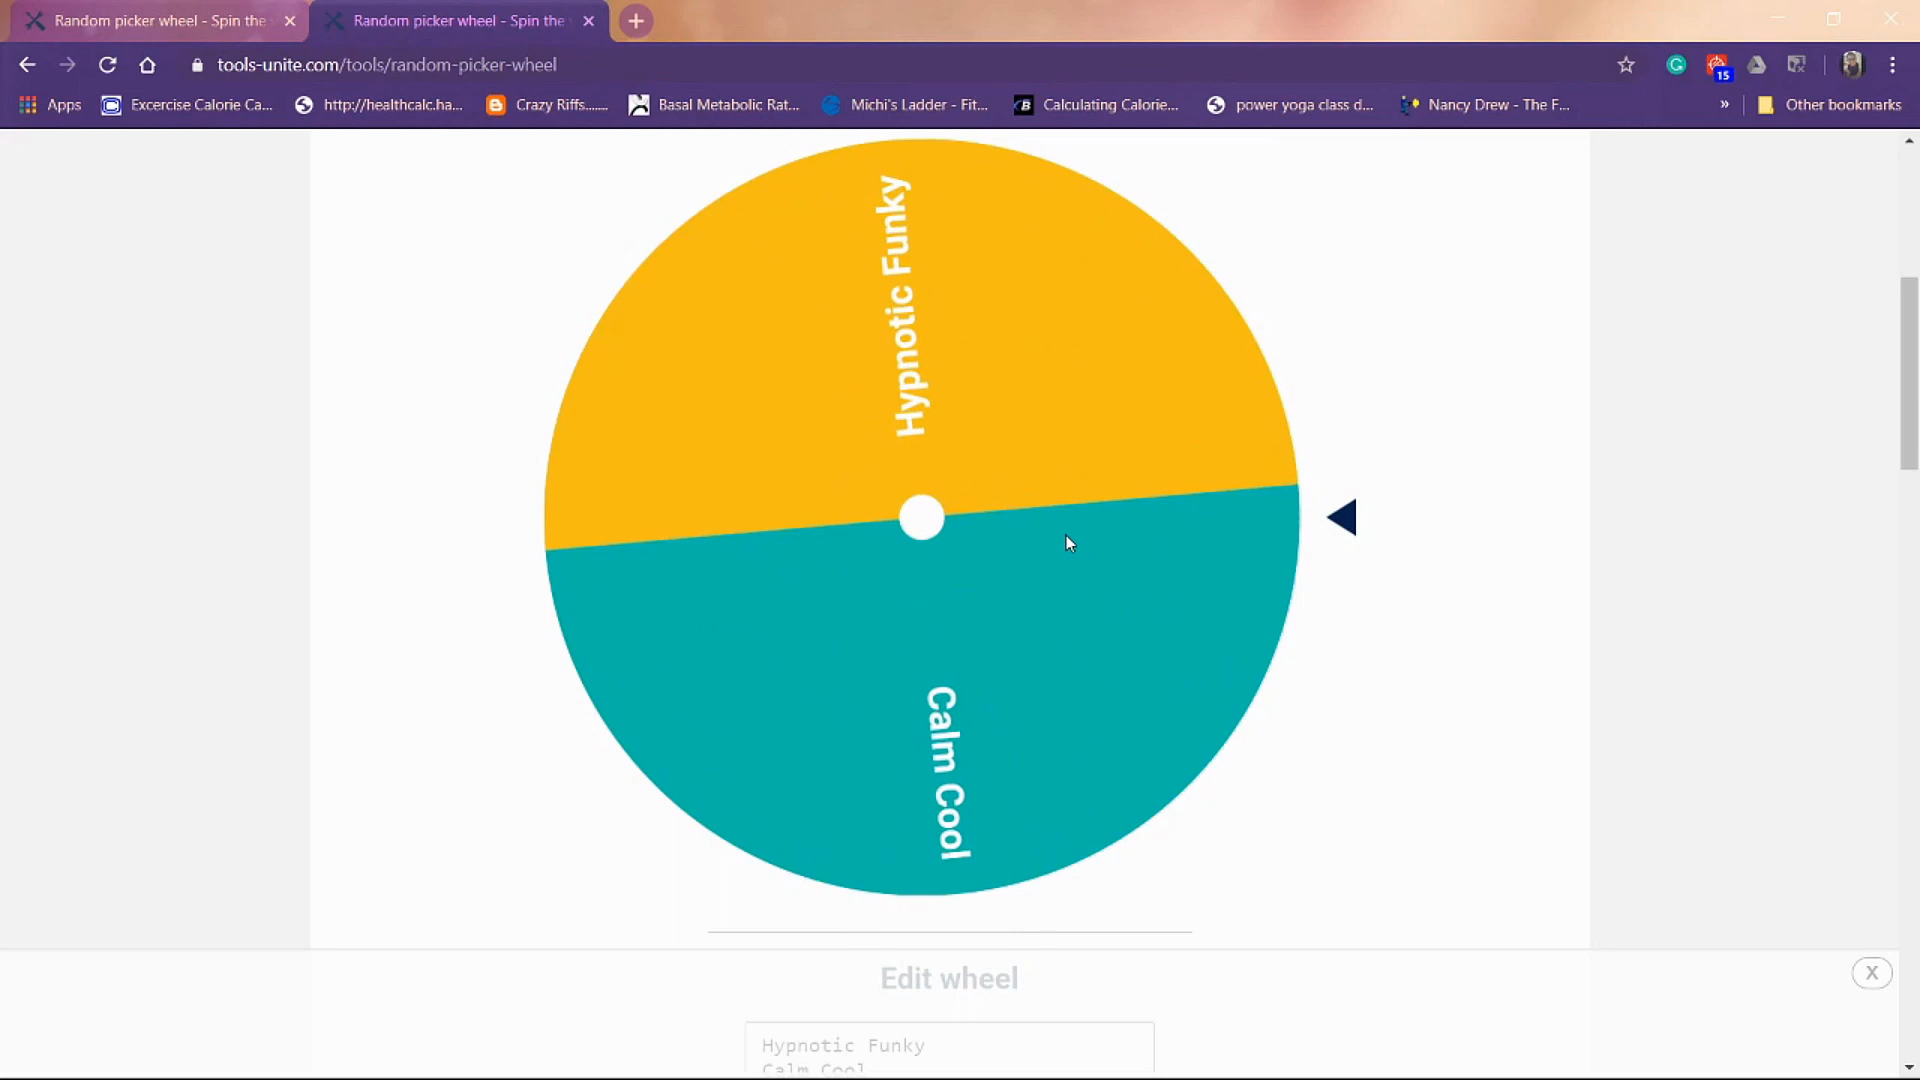 Random picker wheel - Spin the
Random picker wheel - Spin the
tools-unite.com/tools/random-picker-wheel
15
Apps
Excercise Calorie Ca...
http://healthcalc.ha...
Crazy Riffs.......
Basal Metabolic Rat...
Michi's Ladder - Fit...
Calculating Calorie...
power yoga class d...
Nancy Drew - The F...
»
Other bookmarks
Hypnotic Funky
Calm Cool
Edit wheel
X
Hypnotic Funky
Calm Cool